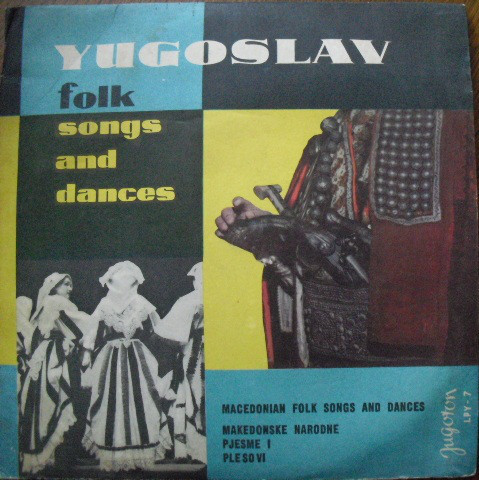 YUGOSLAV
folk
songs
and
dances
MACEDONIAN FOLK SONGS AND DANCES
MAKEDONSKE NARODNE
PJESME I
PLESOVI
Jugoton
LPY-7